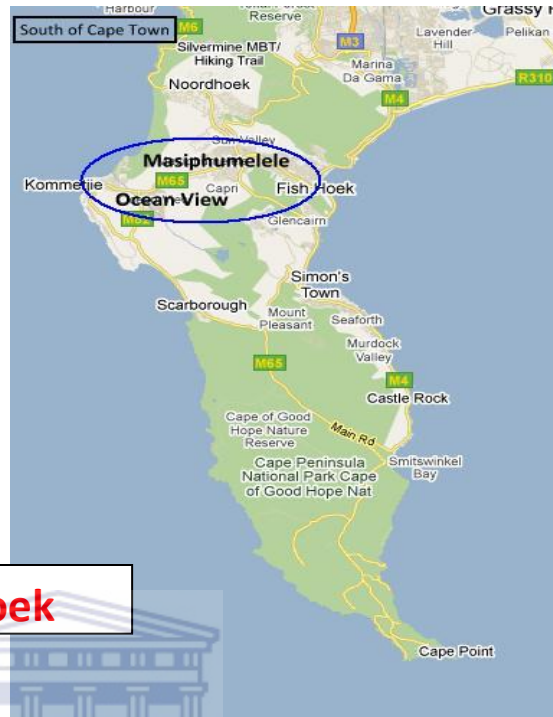 Harbour
Reserve
Grassy
South of Cape Town
M6
M3
Lavender Hill
Pelikan
Silvermine MBT/
Hiking Trail
Marina
Da Gama
R310
Noordhoek
M4
Sun Valley
Masiphumelele
Kommetjie
M65
Capri
Fish Hoek
Ocean View
Glencairn
Simon's
Town
Scarborough
Mount
Pleasant
Seaforth
Murdock
Valley
M65
M4
Castle Rock
Cape of Good
Hope Nature
Reserve
Main Rd
Cape Peninsula
National Park Cape
of Good Hope Nat
Smitswinkel
Bay
oek
Cape Point